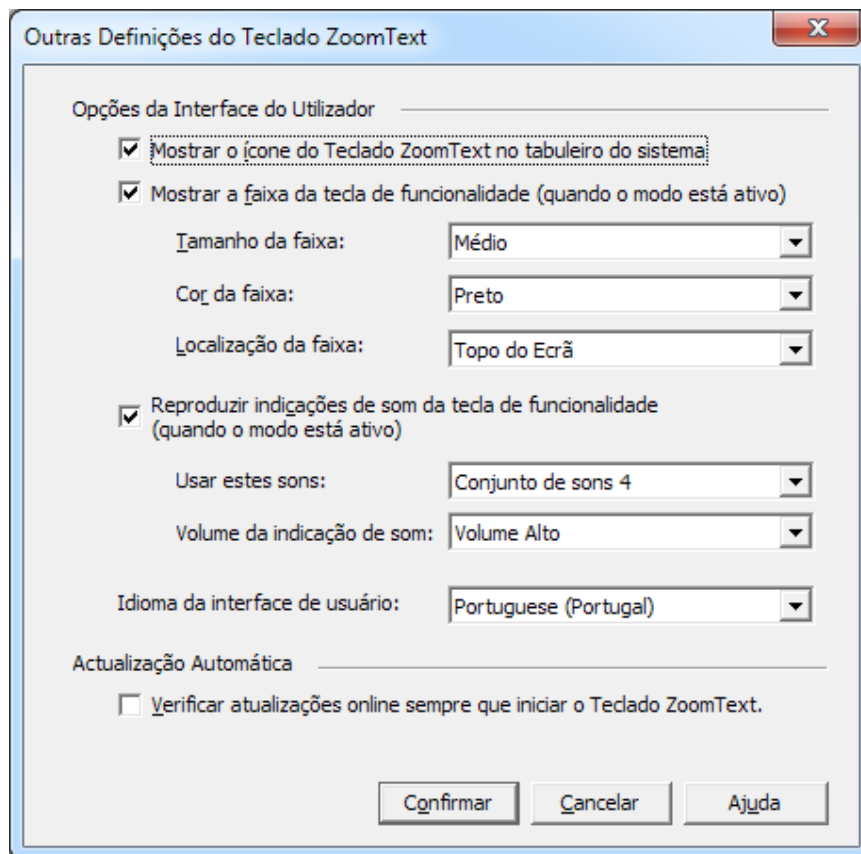 Outras Definições do Teclado ZoomText
Opções da Interface do Utilizador
Mostrar o ícone do Teclado ZoomText no tabuleiro do sistema
Mostrar a faixa da tecla de funcionalidade (quando o modo está ativo)
Tamanho da faixa: Médio
Cor da faixa: Preto
Localização da faixa: Topo do Ecrã
Reproduzir indicações de som da tecla de funcionalidade
(quando o modo está ativo)
Usar estes sons: Conjunto de sons 4
Volume da indicação de som: Volume Alto
Idioma da interface de usuário: Portuguese (Portugal)
Actualização Automática
Verificar atualizações online sempre que iniciar o Teclado ZoomText.
Confirmar Cancelar Ajuda